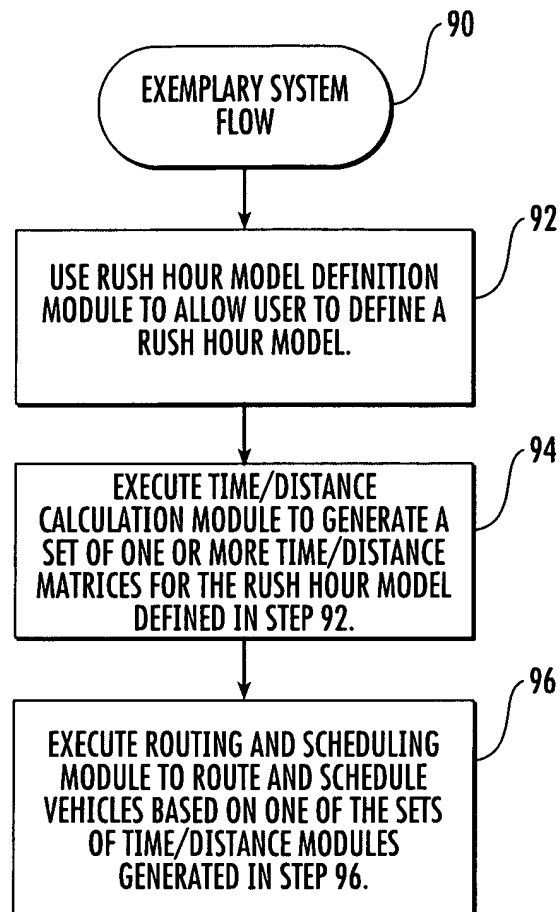 90
EXEMPLARY SYSTEM
FLOW
92
USE RUSH HOUR MODEL DEFINITION
MODULE TO ALLOW USER TO DEFINE A
RUSH HOUR MODEL.
94
EXECUTE TIME/DISTANCE
CALCULATION MODULE TO GENERATE A
SET OF ONE OR MORE TIME/DISTANCE
MATRICES FOR THE RUSH HOUR MODEL
DEFINED IN STEP 92.
96
EXECUTE ROUTING AND SCHEDULING
MODULE TO ROUTE AND SCHEDULE
VEHICLES BASED ON ONE OF THE SETS
OF TIME/DISTANCE MODULES
GENERATED IN STEP 96.